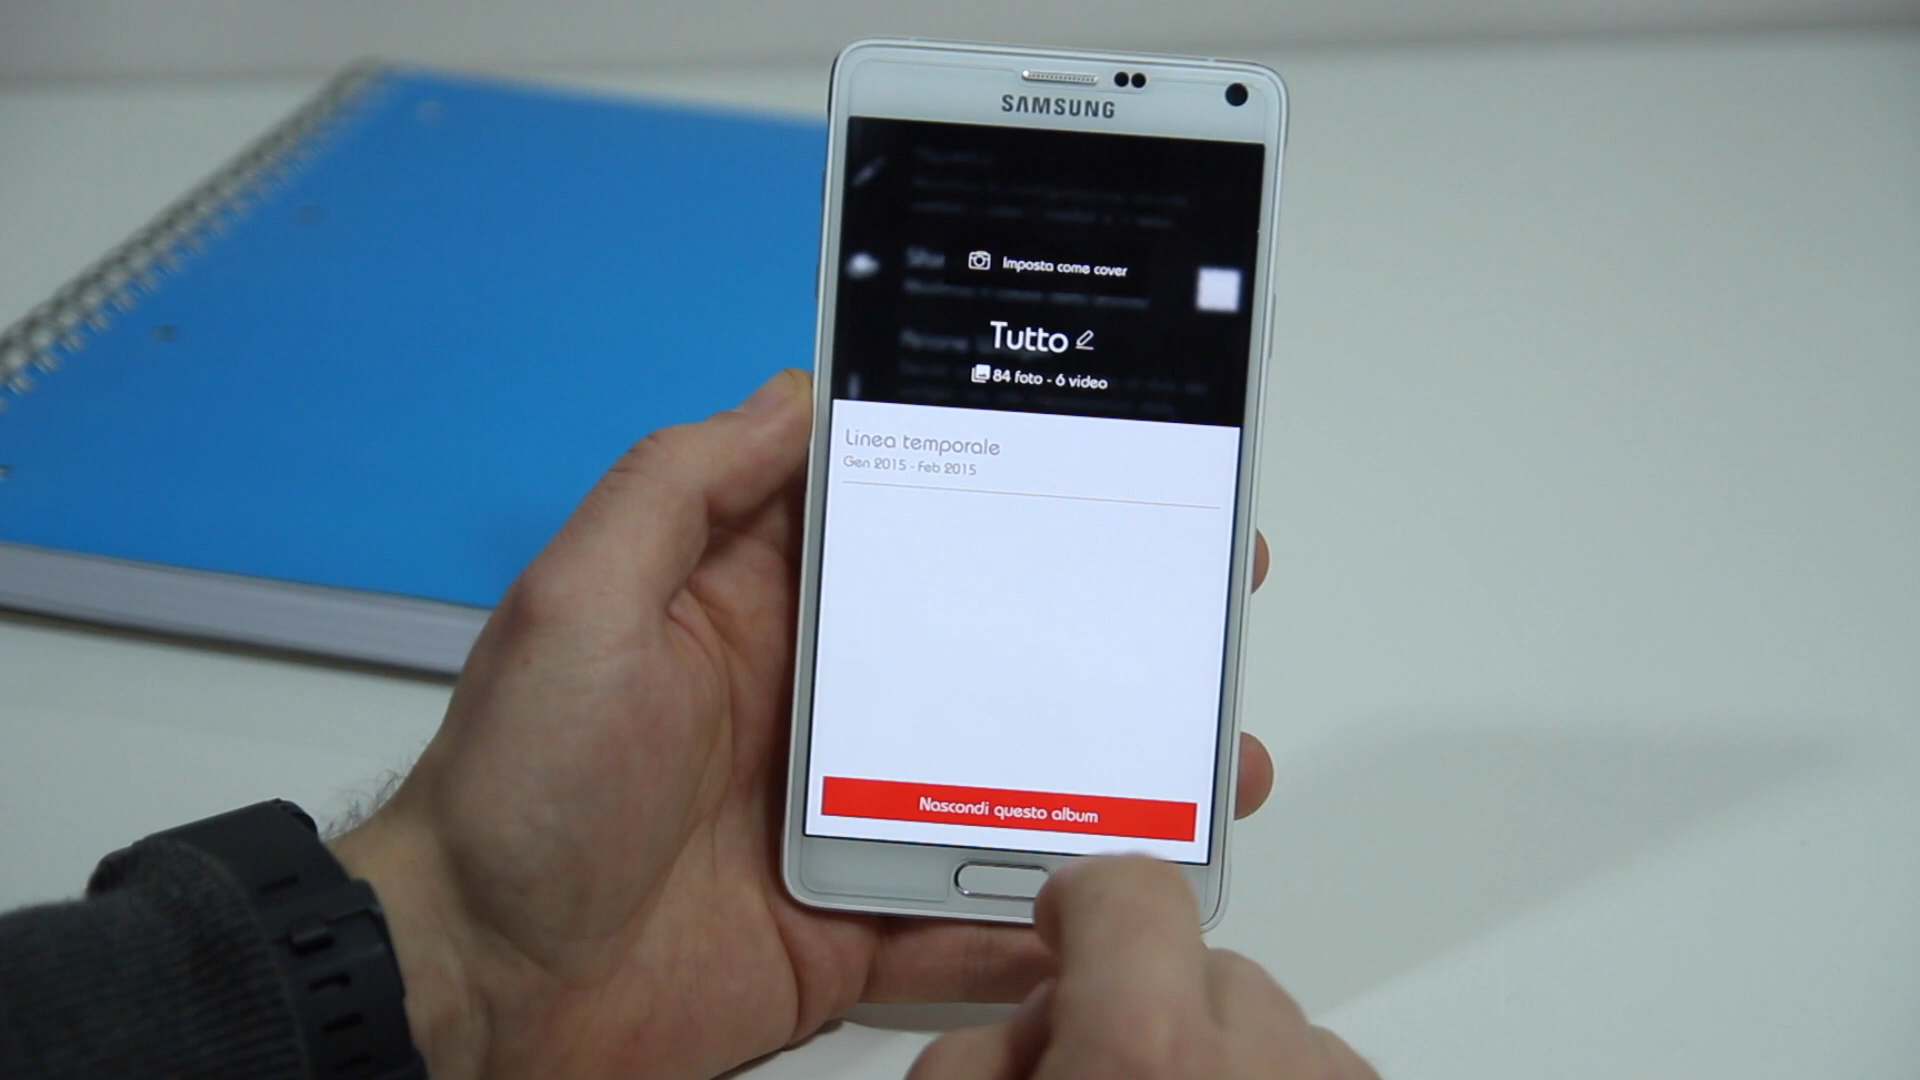 SAMSUNG
Imposta come cover
Tutto
84 foto - 6 video
Linea temporale
Gen 2015 - Feb 2015
Nascondi questo album